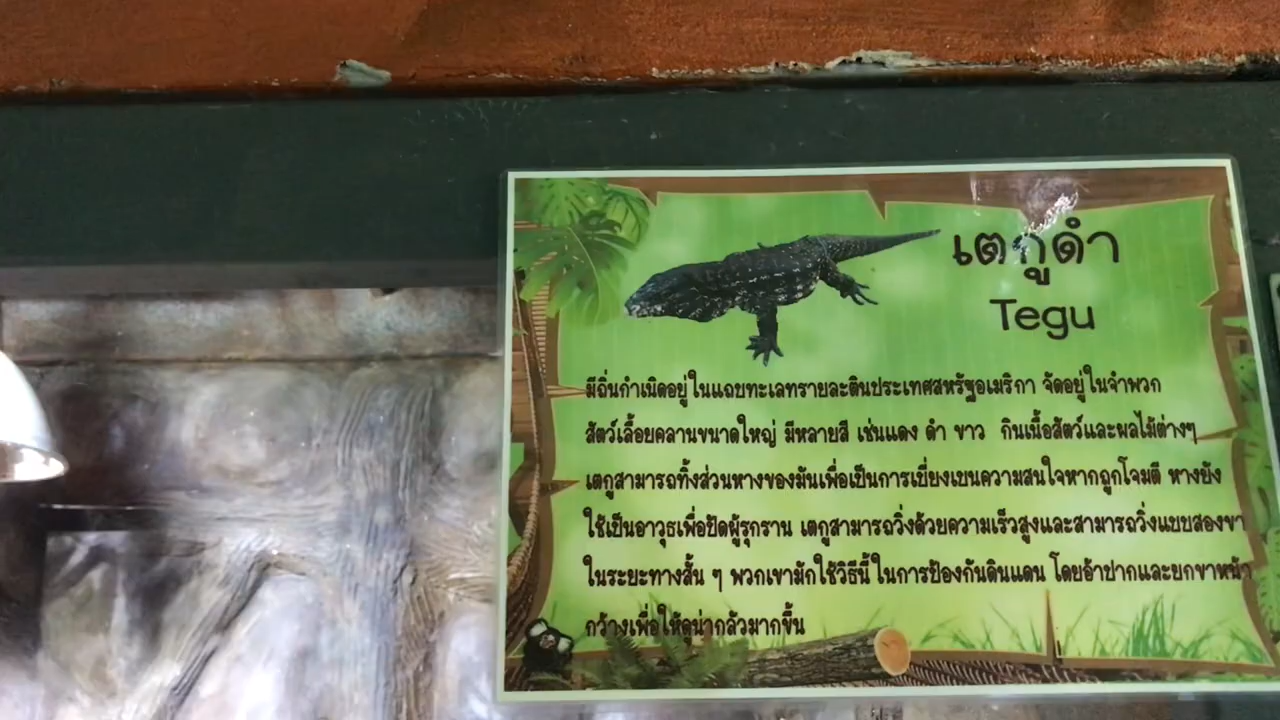 เตกูดำ
Tegu
มีถิ่นกำเนิดอยู่ในแถบทะเลทรายละตินประเทศสหรัฐอเมริกา จัดอยู่ในจำพวก
สัตว์เลื้อยคลานขนาดใหญ่ มีหลายสี เช่นแดง ดำ ขาว กินเนื้อสัตว์และผลไม้ต่างๆ
เตกูสามารถทิ้งส่วนหางของมันเพื่อเป็นการเบี่ยงเบนความสนใจหากถูกโจมตี หางยัง
ใช้เป็นอาวุธเพื่อปัดผู้รุกราน เตกูสามารถวิ่งด้วยความเร็วสูงและสามารถวิ่งแบบสองขา
ในระยะทางสั้น ๆ พวกเขามักใช้วิธีนี้ในการป้องกันดินแดน โดยอ้าปากและยกขาหน้า
กว้างเพื่อให้ดูน่ากลัวมากขึ้น